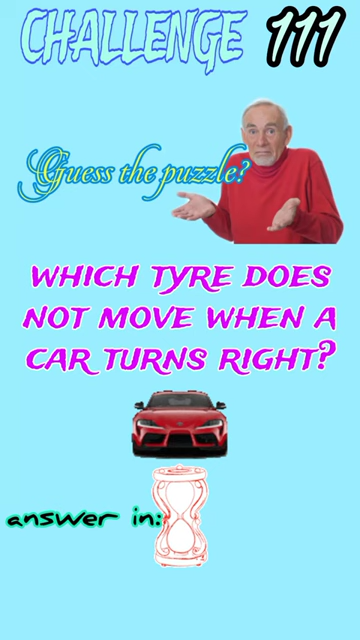 CHALLENGE 111
Guess the puzzle?
WHICH TYRE DOES
NOT MOVE WHEN A
CAR TURNS RIGHT?
answer in: